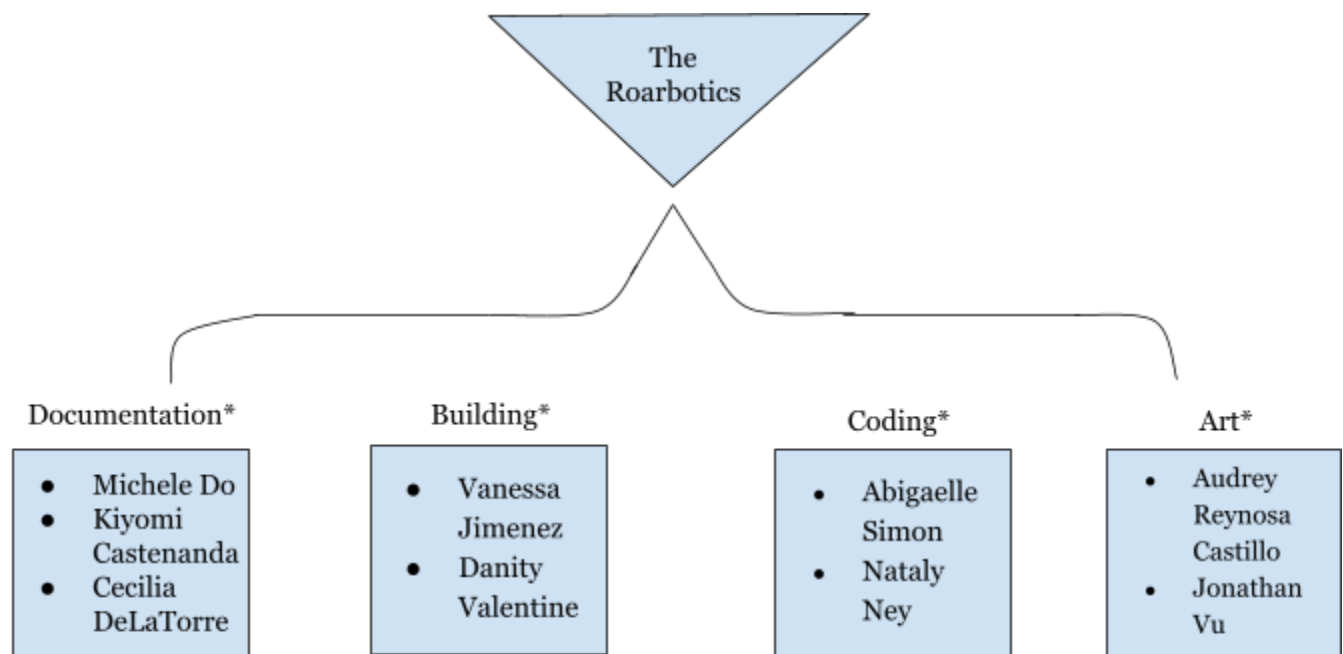 The
Roarbotics
Documentation*
● Michele Do
● Kiyomi
Castenanda
● Cecilia
DeLaTorre
Building*
● Vanessa
Jimenez
● Danity
Valentine
Coding*
● Abigaelle
Simon
● Nataly
Ney
Art*
● Audrey
Reynosa
Castillo
● Jonathan
Vu